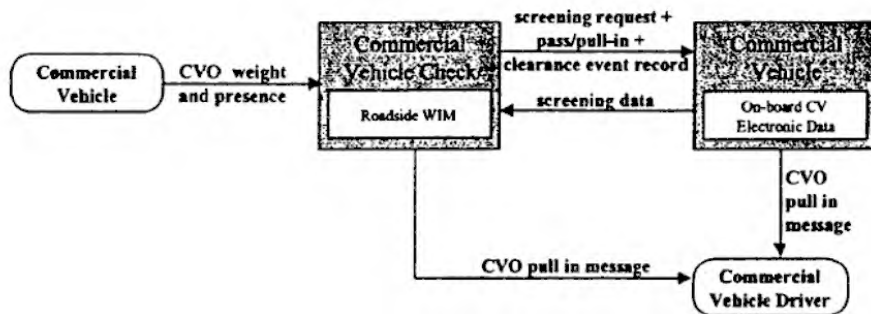 Commercial
Vehicle
CVO weight
and presence
Commercial
Vehicle Check
Roadside WIM
screening request +
pass/pull-in +
clearance event record
screening data
Commercial
Vehicle
On-board CV
Electronic Data
CVO
pull in
message
CVO pull in message
Commercial
Vehicle Driver